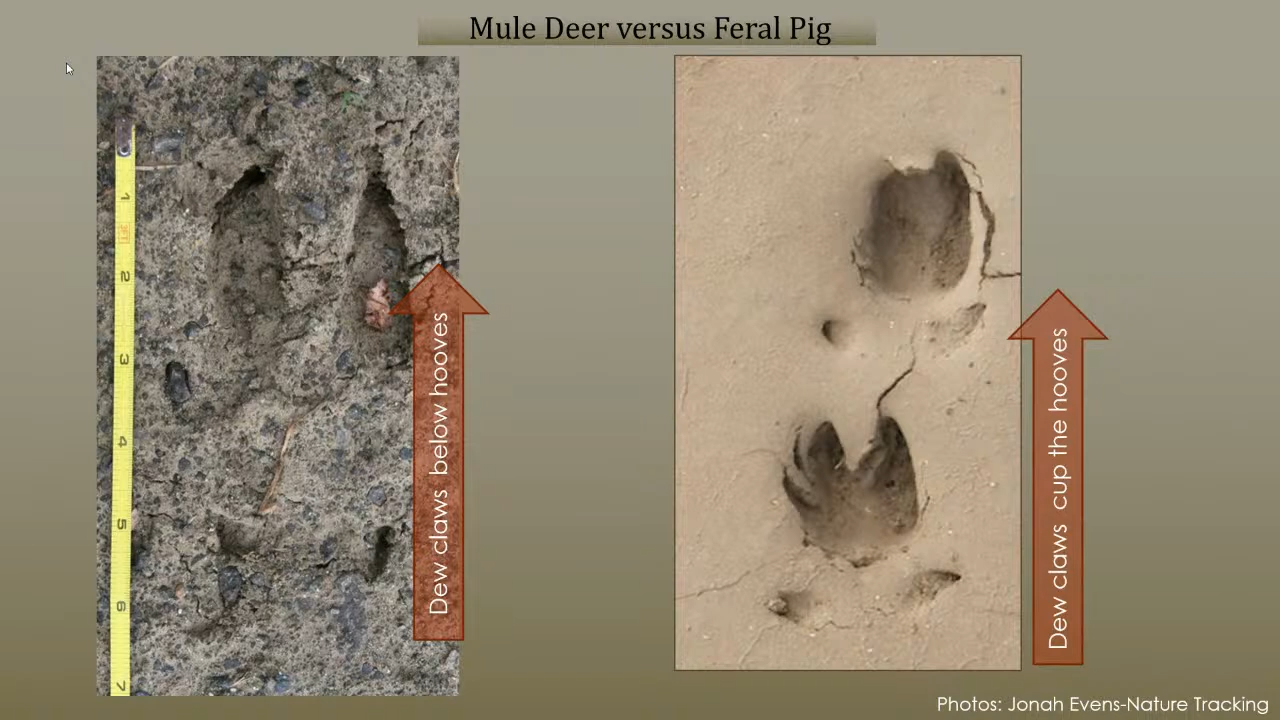 Mule Deer versus Feral Pig
1
2
3
4
5
6
7
Dew claws below hooves
Dew claws cup the hooves
Photos: Jonah Evens-Nature Tracking